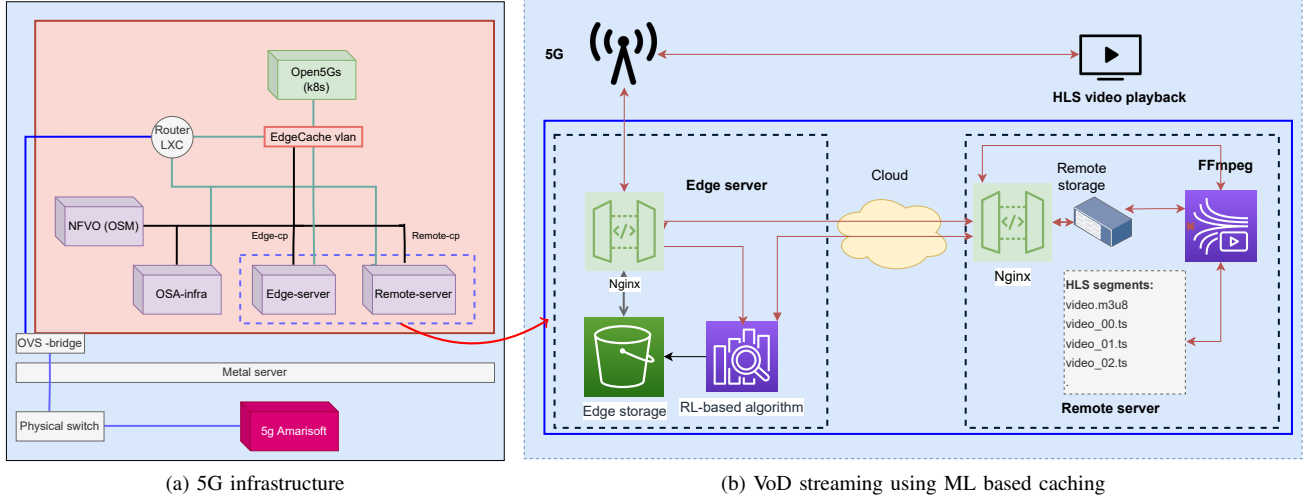 Open5Gs
(k8s)
Router
LXC
EdgeCache vlan
NFVO (OSM)
Edge-cp
Remote-cp
OSA-infra
Edge-server
Remote-server
OVS -bridge
Metal server
Physical switch
5g Amarisoft
(a) 5G infrastructure
5G
HLS video playback
Edge server
Cloud
Remote
storage
FFmpeg
Nginx
Nginx
HLS segments:
video.m3u8
video_00.ts
video_01.ts
video_02.ts
.
Edge storage
RL-based algorithm
Remote server
(b) VoD streaming using ML based caching